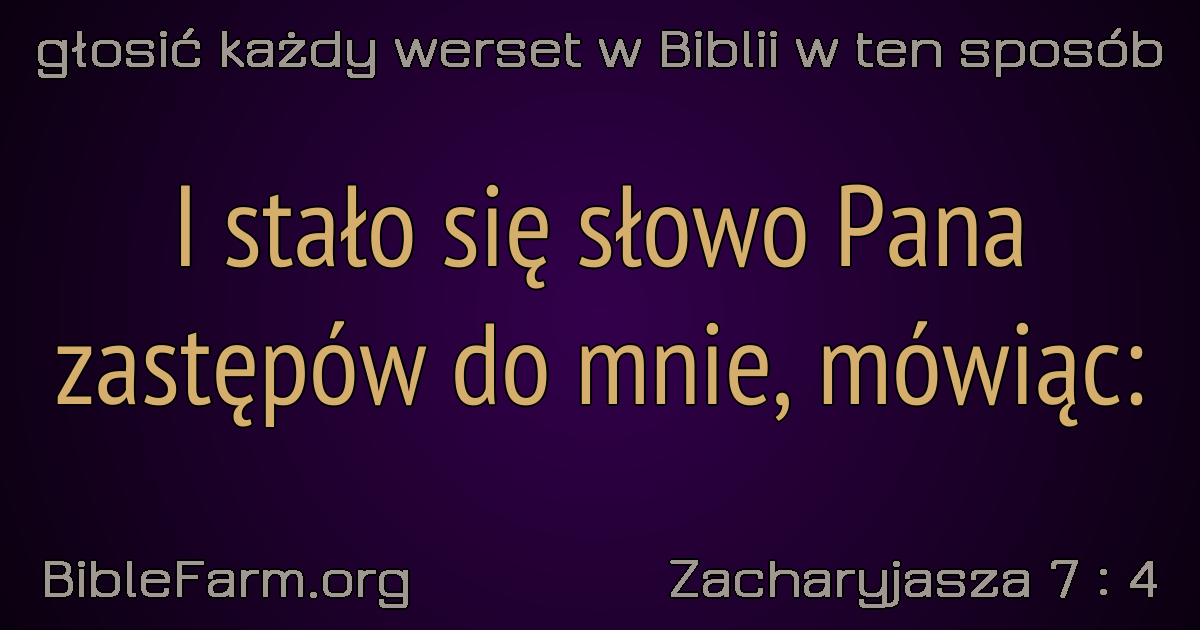 głosić każdy werset w Biblii w ten sposób
I stało się słowo Pana
zastępów do mnie, mówiąc:
BibleFarm.org
Zacharyjasza 7 : 4